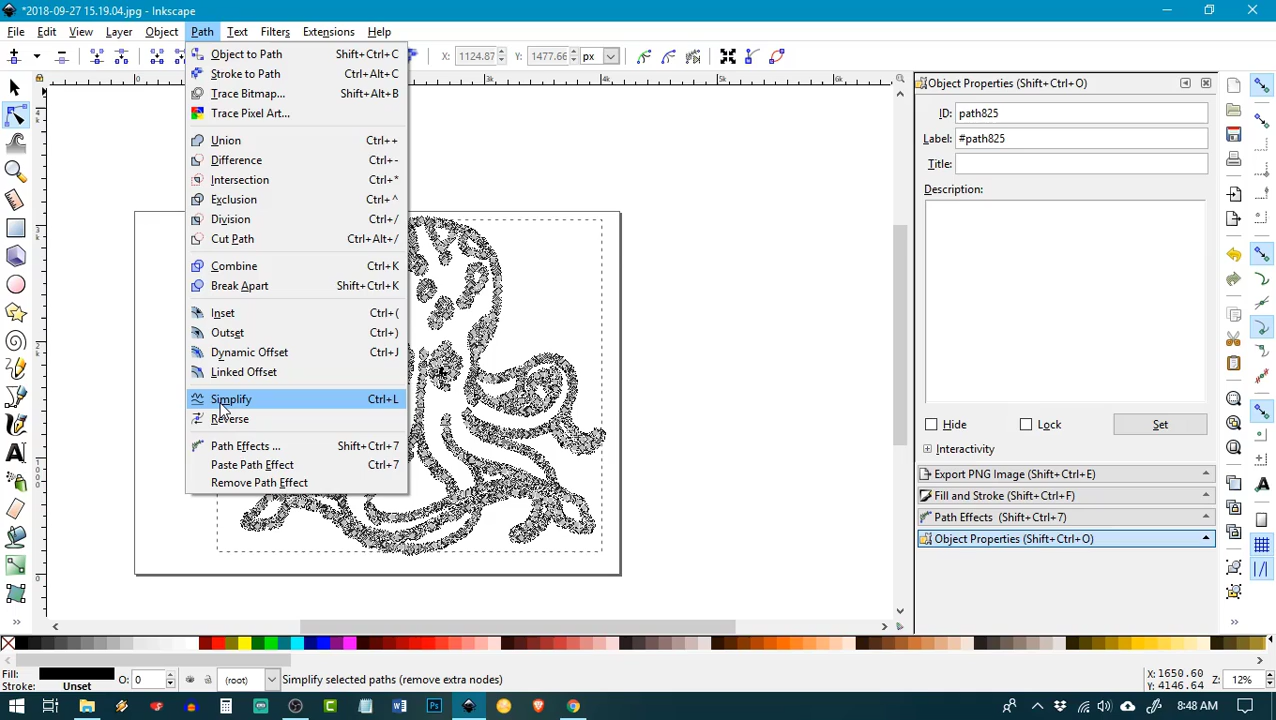 *2018-09-27 15.19.04.jpg - Inkscape
File Edit View Layer Object Path Text Filters Extensions Help
X: 1124.87 Y: 1477.66 px
Object to Path Shift+Ctrl+C
Stroke to Path Ctrl+Alt+C
Trace Bitmap... Shift+Alt+B
Trace Pixel Art...
Union Ctrl++
Difference Ctrl+-
Intersection Ctrl+*
Exclusion Ctrl+^
Division Ctrl+/
Cut Path Ctrl+Alt+/
Combine Ctrl+K
Break Apart Shift+Ctrl+K
Inset Ctrl+(
Outset Ctrl+)
Dynamic Offset Ctrl+J
Linked Offset
Simplify Ctrl+L
Reverse
Path Effects ... Shift+Ctrl+7
Paste Path Effect Ctrl+7
Remove Path Effect
Object Properties (Shift+Ctrl+O)
ID: path825
Label: #path825
Title:
Description:
Hide Lock Set
Interactivity
Export PNG Image (Shift+Ctrl+E)
Fill and Stroke (Shift+Ctrl+F)
Path Effects (Shift+Ctrl+7)
Object Properties (Shift+Ctrl+O)
Fill:
Stroke: Unset
O: 0
(root)
Simplify selected paths (remove extra nodes)
X: 1650.60
Y: 4146.64
Z: 12%
8:48 AM